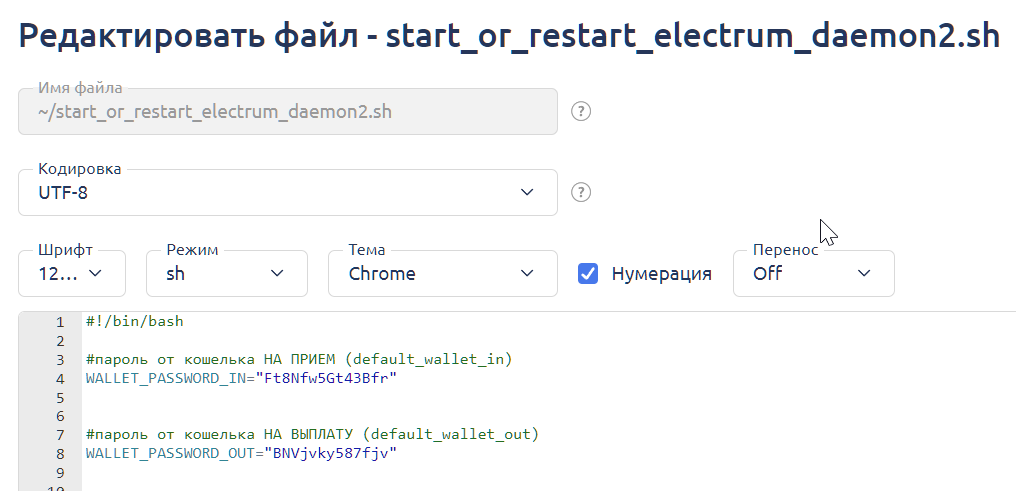 Редактировать файл - start_or_restart_electrum_daemon2.sh
Имя файла
~/start_or_restart_electrum_daemon2.sh
?
Кодировка
UTF-8
?
Шрифт Режим Тема Перенос
12... sh Chrome Нумерация Off
1 #!/bin/bash
2
3 #пароль от кошелька НА ПРИЕМ (default_wallet_in)
4 WALLET_PASSWORD_IN="Ft8Nfw5Gt43Bfr"
5
6
7 #пароль от кошелька НА ВЫПЛАТУ (default_wallet_out)
8 WALLET_PASSWORD_OUT="BNVjvky587fjv"
9